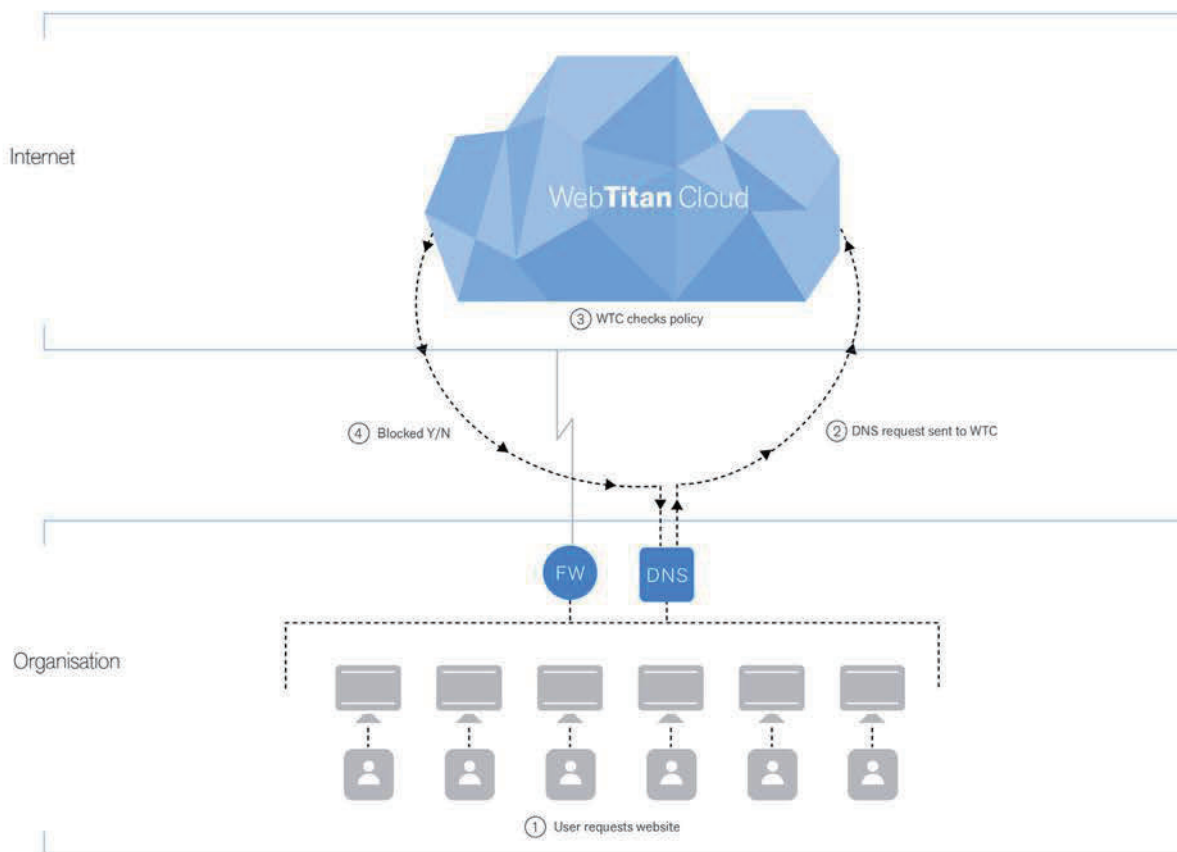 Internet
WebTitan Cloud
③ WTC checks policy
④ Blocked Y/N
② DNS request sent to WTC
FW
DNS
Organisation
① User requests website